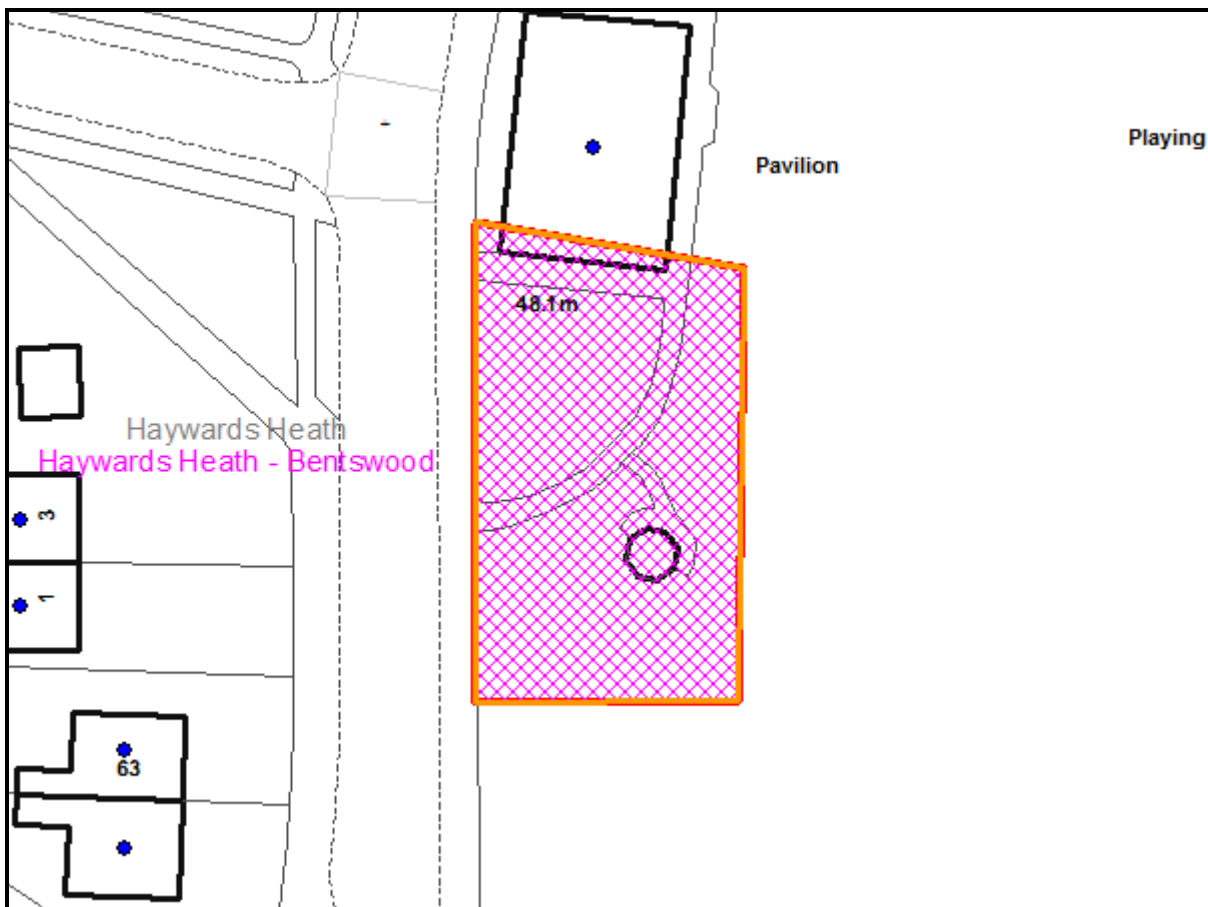 Playing
Pavilion
48.1m
Haywards Heath
Haywards Heath - Bentswood
3
1
63